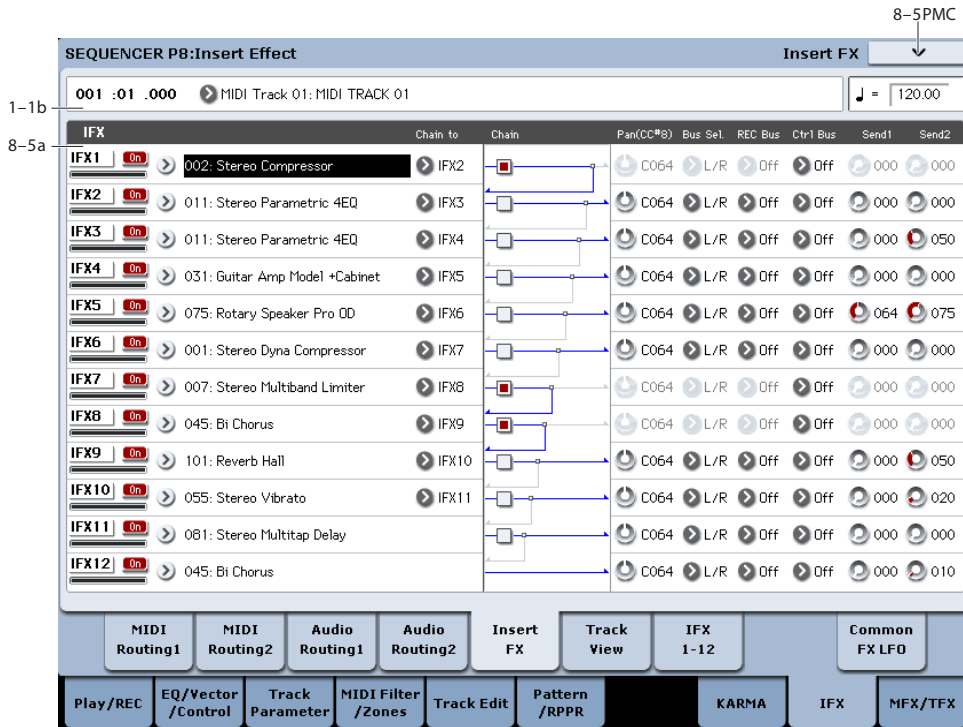 8–5PMC
SEQUENCER P8:Insert Effect Insert FX
001 :01 .000 MIDI Track 01: MIDI TRACK 01 ♩ = 120.00
1–1b
IFX Chain to Chain Pan(CC#8) Bus Sel. REC Bus Ctrl Bus Send1 Send2
8–5a
IFX1 On 002: Stereo Compressor IFX2 C064 L/R Off Off 000 000
IFX2 On 011: Stereo Parametric 4EQ IFX3 C064 L/R Off Off 000 000
IFX3 On 011: Stereo Parametric 4EQ IFX4 C064 L/R Off Off 000 050
IFX4 On 031: Guitar Amp Model +Cabinet IFX5 C064 L/R Off Off 000 000
IFX5 On 075: Rotary Speaker Pro OD IFX6 C064 L/R Off Off 064 075
IFX6 On 001: Stereo Dyna Compressor IFX7 C064 L/R Off Off 000 000
IFX7 On 007: Stereo Multiband Limiter IFX8 C064 L/R Off Off 000 000
IFX8 On 045: Bi Chorus IFX9 C064 L/R Off Off 000 000
IFX9 On 101: Reverb Hall IFX10 C064 L/R Off Off 000 050
IFX10 On 055: Stereo Vibrato IFX11 C064 L/R Off Off 000 020
IFX11 On 081: Stereo Multitap Delay C064 L/R Off Off 000 000
IFX12 On 045: Bi Chorus C064 L/R Off Off 000 010
MIDI Routing1 MIDI Routing2 Audio Routing1 Audio Routing2 Insert FX Track View IFX 1-12 Common FX LFO
Play/REC EQ/Vector /Control Track Parameter MIDI Filter /Zones Track Edit Pattern /RPPR KARMA IFX MFX/TFX